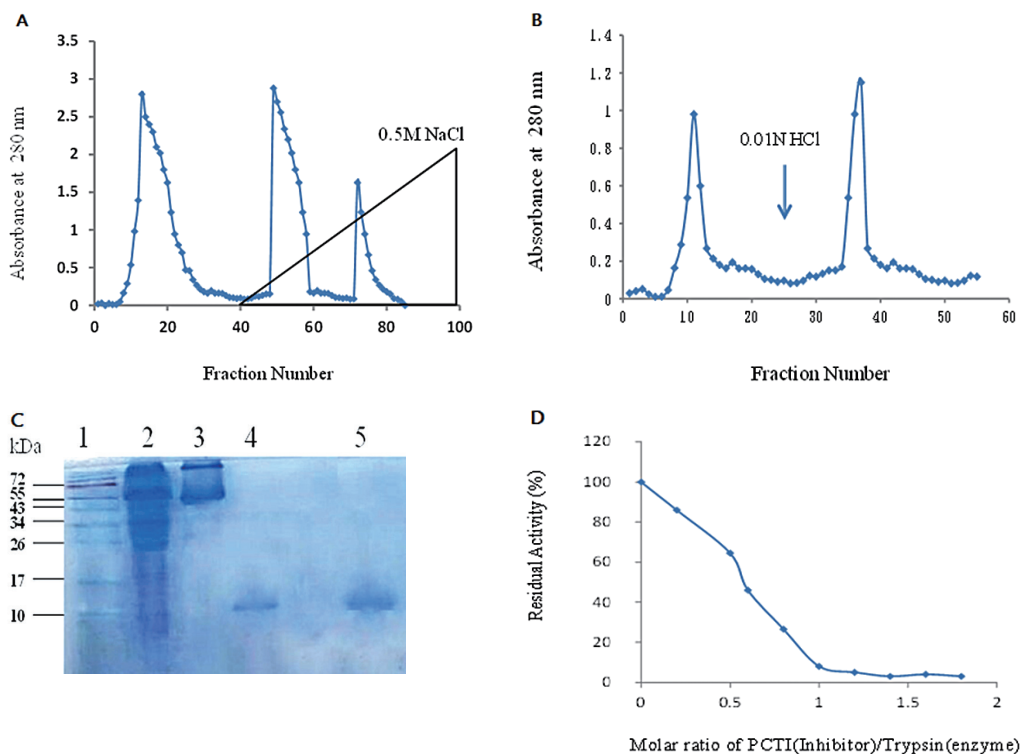 A
3.5
3
2.5
2
1.5
1
0.5
0
0 20 40 60 80 100
0.5M NaCl
Absorbance at 280 nm
Fraction Number
B
1.4
1.2
1
0.8
0.6
0.4
0.2
0
0 10 20 30 40 50 60
0.01N HCl
Absorbance at 280 nm
Fraction Number
C
kDa 1 2 3 4 5
72
55
43
34
26
17
10
D
120
100
80
60
40
20
0
0 0.5 1 1.5 2
Residual Activity (%)
Molar ratio of PCTI(Inhibitor)/Trypsin(enzyme)